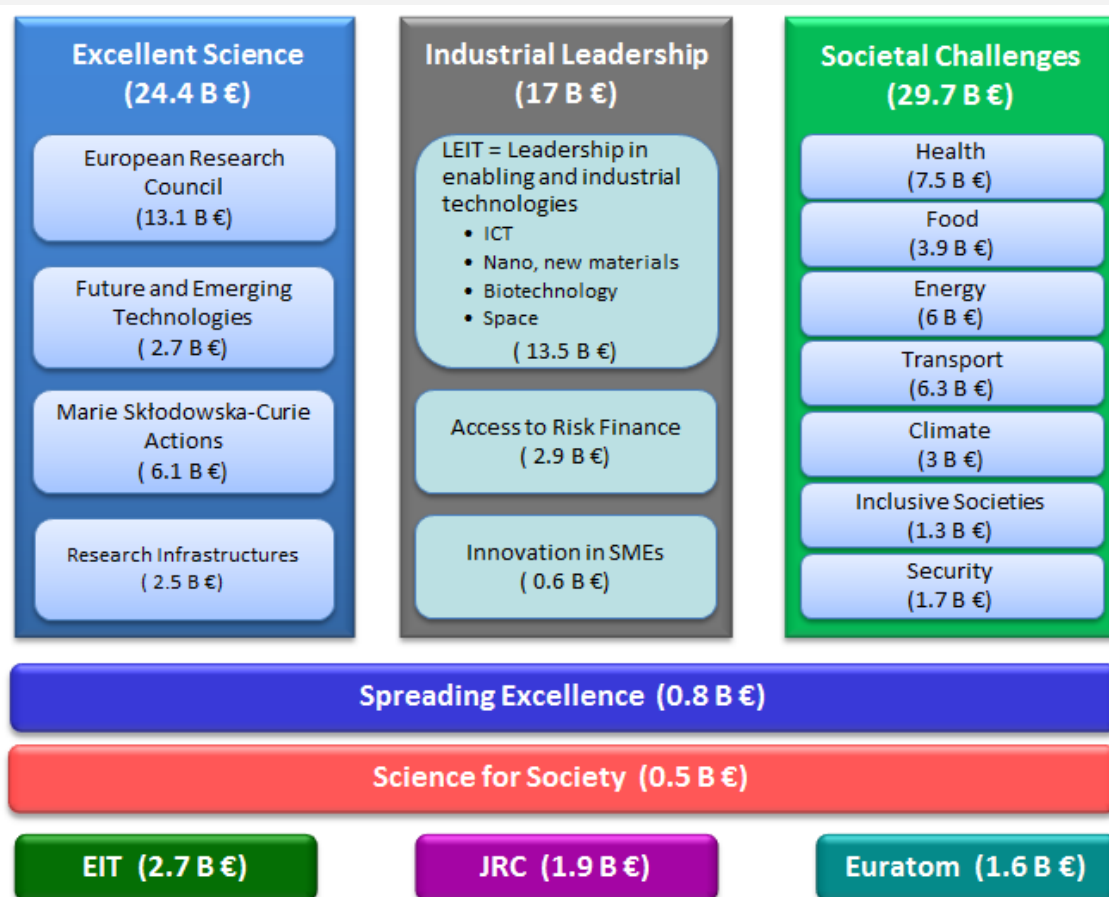 Excellent Science
(24.4 B €)
European Research
Council
(13.1 B €)
Future and Emerging
Technologies
( 2.7 B €)
Marie Skłodowska-Curie
Actions
( 6.1 B €)
Research Infrastructures
( 2.5 B €)
Industrial Leadership
(17 B €)
LEIT = Leadership in
enabling and industrial
technologies
• ICT
• Nano, new materials
• Biotechnology
• Space
( 13.5 B €)
Access to Risk Finance
( 2.9 B €)
Innovation in SMEs
( 0.6 B €)
Societal Challenges
(29.7 B €)
Health
(7.5 B €)
Food
(3.9 B €)
Energy
(6 B €)
Transport
(6.3 B €)
Climate
(3 B €)
Inclusive Societies
(1.3 B €)
Security
(1.7 B €)
Spreading Excellence (0.8 B €)
Science for Society (0.5 B €)
EIT (2.7 B €)
JRC (1.9 B €)
Euratom (1.6 B €)